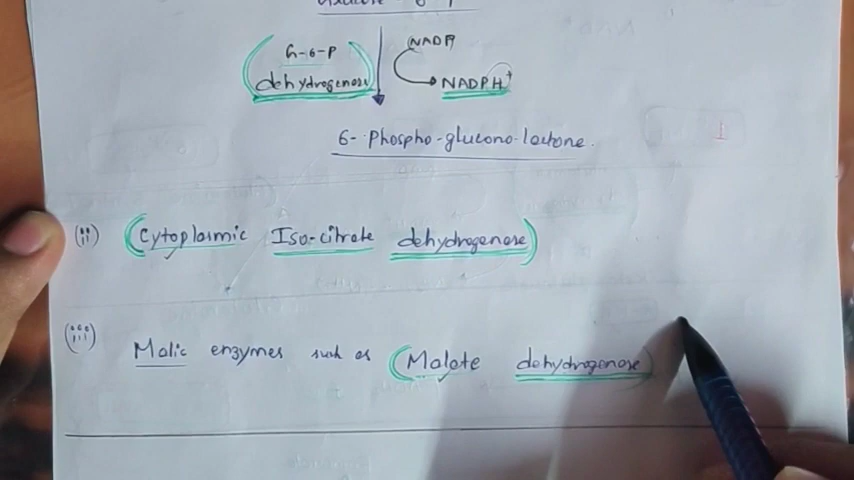 G-6-P
dehydrogenase
NADP
NADPH+
6-Phospho-glucono-lactone.
(ii) (Cytoplasmic Iso-citrate dehydrogenase)
(iii) Malic enzymes such as (Malate dehydrogenase)